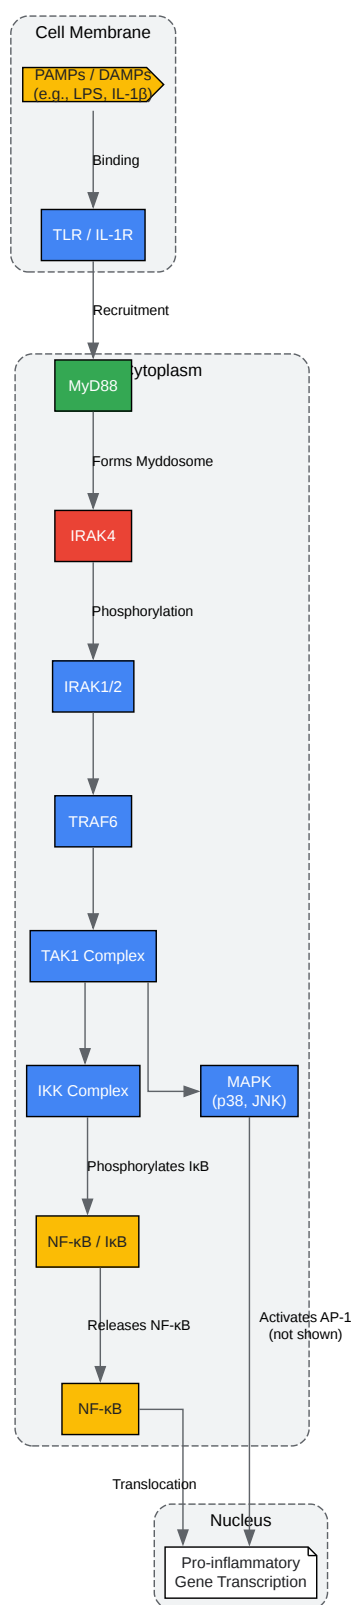 Cell Membrane
PAMPs / DAMPs
(e.g., LPS, IL-1β)
Binding
TLR / IL-1R
Recruitment
Cytoplasm
MyD88
Forms Myddosome
IRAK4
Phosphorylation
IRAK1/2
TRAF6
TAK1 Complex
IKK Complex
MAPK
(p38, JNK)
Phosphorylates IκB
NF-κB / IκB
Activates AP-1
(not shown)
Releases NF-κB
NF-κB
Translocation
Nucleus
Pro-inflammatory
Gene Transcription